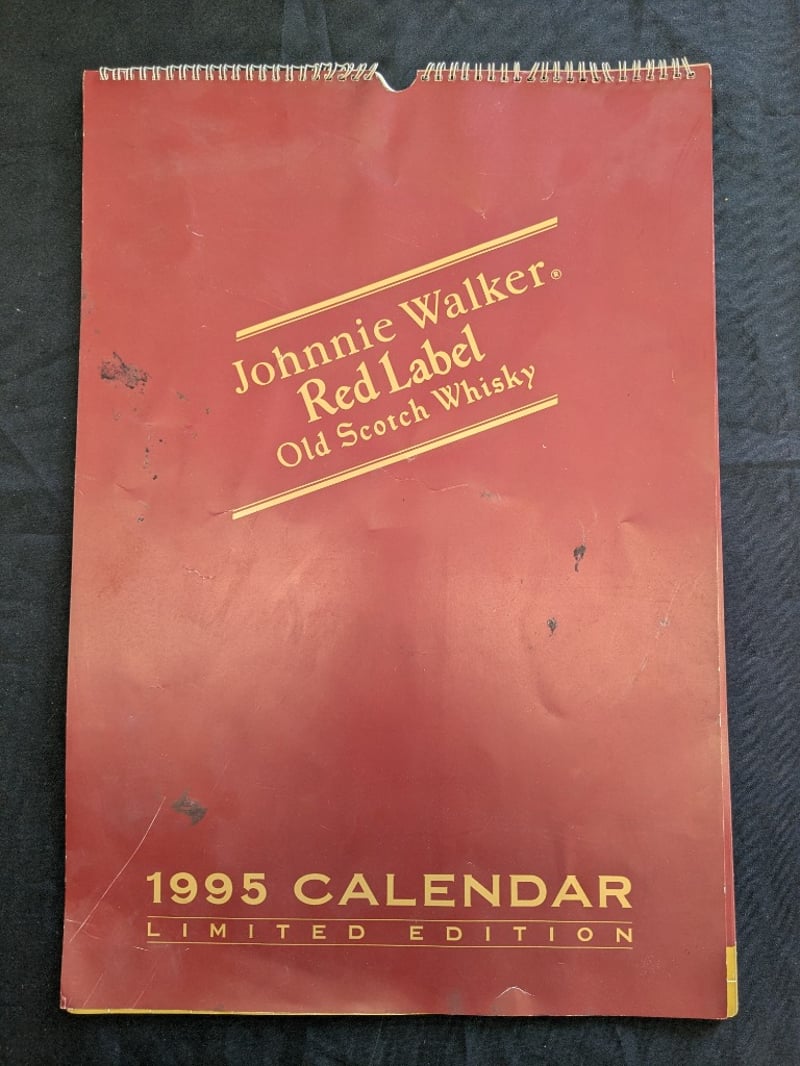 Johnnie Walker®
Red Label
Old Scotch Whisky
1995 CALENDAR
LIMITED EDITION